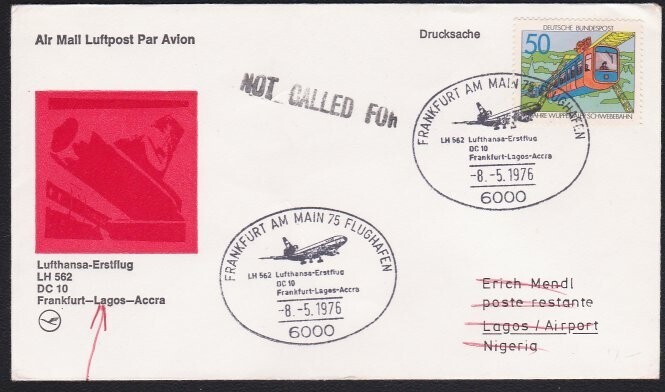 Air Mail Luftpost Par Avion
Drucksache
DEUTSCHE BUNDESPOST
50
JAHRE WUPPERTALER SCHWEBEBAHN
NOT CALLED FOR
FRANKFURT AM MAIN 75 FLUGHAFEN
LH 562 Lufthansa-Erstflug
DC 10
Frankfurt-Lagos-Accra
-8.-5.1976
6000
Lufthansa-Erstflug
LH 562
DC 10
Frankfurt–Lagos–Accra
FRANKFURT AM MAIN 75 FLUGHAFEN
LH 562 Lufthansa-Erstflug
DC 10
Frankfurt-Lagos-Accra
-8.-5.1976
6000
Erich Mendl
poste restante
Lagos/Airport
Nigeria